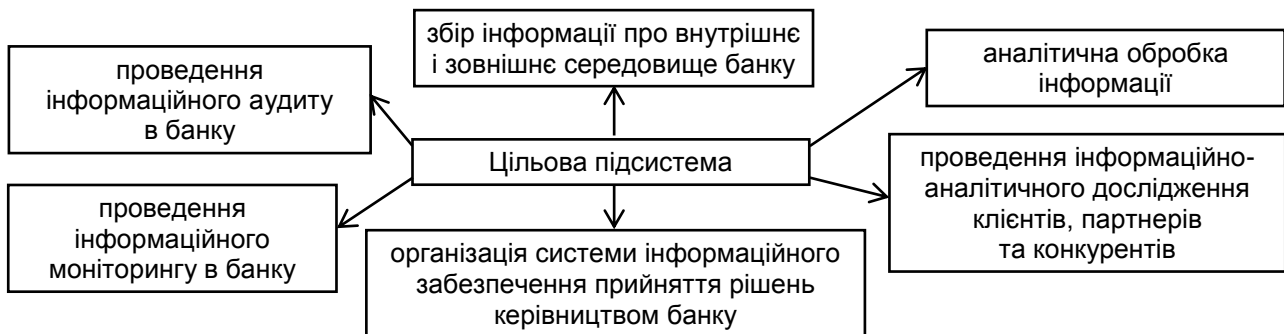 збір інформації про внутрішнє
і зовнішнє середовище банку
проведення
інформаційного аудиту
в банку
аналітична обробка
інформації
Цільова підсистема
проведення інформаційно-
аналітичного дослідження
клієнтів, партнерів
та конкурентів
проведення
інформаційного
моніторингу в банку
організація системи інформаційного
забезпечення прийняття рішень
керівництвом банку